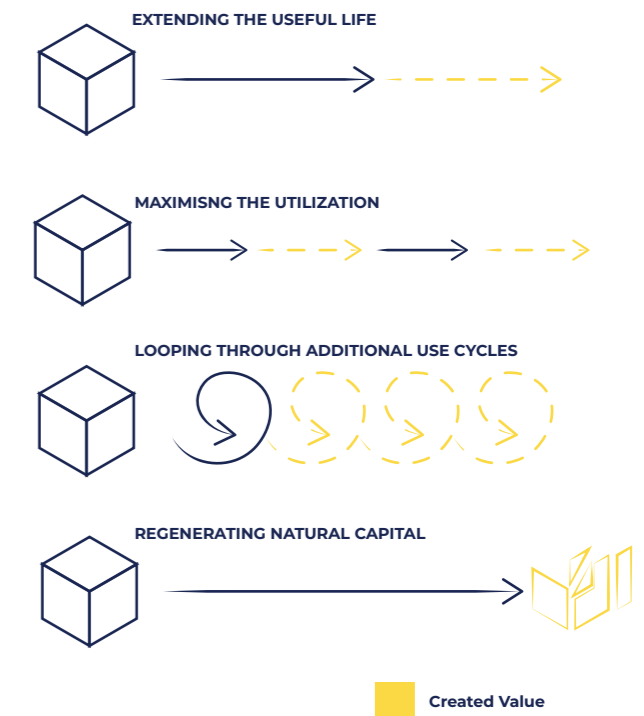 EXTENDING THE USEFUL LIFE
MAXIMISNG THE UTILIZATION
LOOPING THROUGH ADDITIONAL USE CYCLES
REGENERATING NATURAL CAPITAL
Created Value